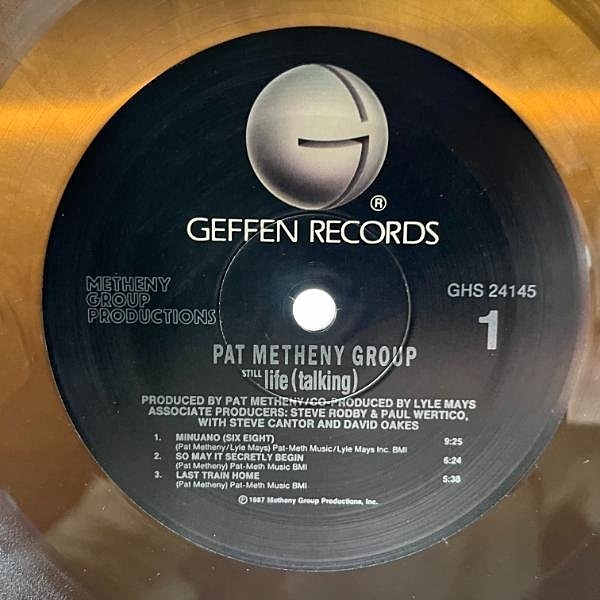 G
®
GEFFEN RECORDS
METHENY
GROUP
PRODUCTIONS
GHS 24145
1
PAT METHENY GROUP
STILL life (talking)
PRODUCED BY PAT METHENY/CO-PRODUCED BY LYLE MAYS
ASSOCIATE PRODUCERS: STEVE RODBY & PAUL WERTICO,
WITH STEVE CANTOR AND DAVID OAKES
1. MINUANO (SIX EIGHT) 9:25
(Pat Metheny/Lyle Mays) Pat-Meth Music/Lyle Mays Inc. BMI
2. SO MAY IT SECRETLY BEGIN 6:24
(Pat Metheny) Pat-Meth Music BMI
3. LAST TRAIN HOME 5:38
(Pat Metheny) Pat-Meth Music BMI
℗ 1987 Metheny Group Productions, Inc.